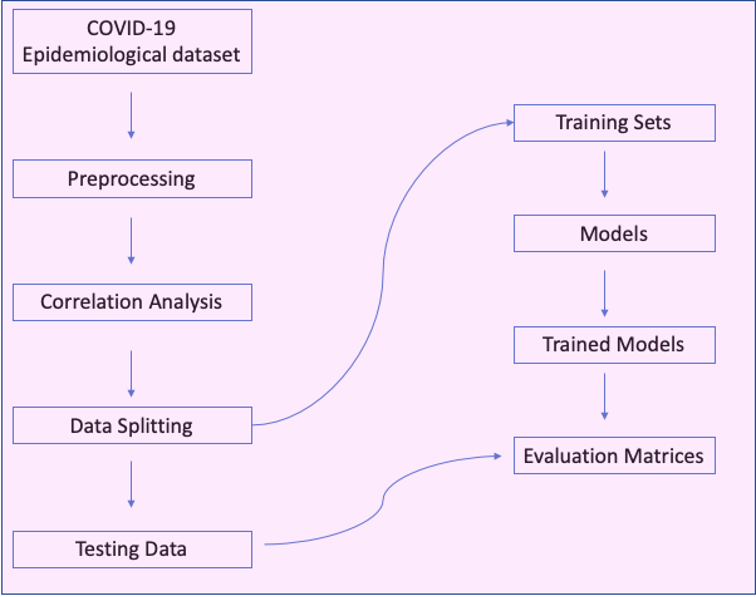 COVID-19
Epidemiological dataset
Preprocessing
Correlation Analysis
Data Splitting
Testing Data
Training Sets
Models
Trained Models
Evaluation Matrices